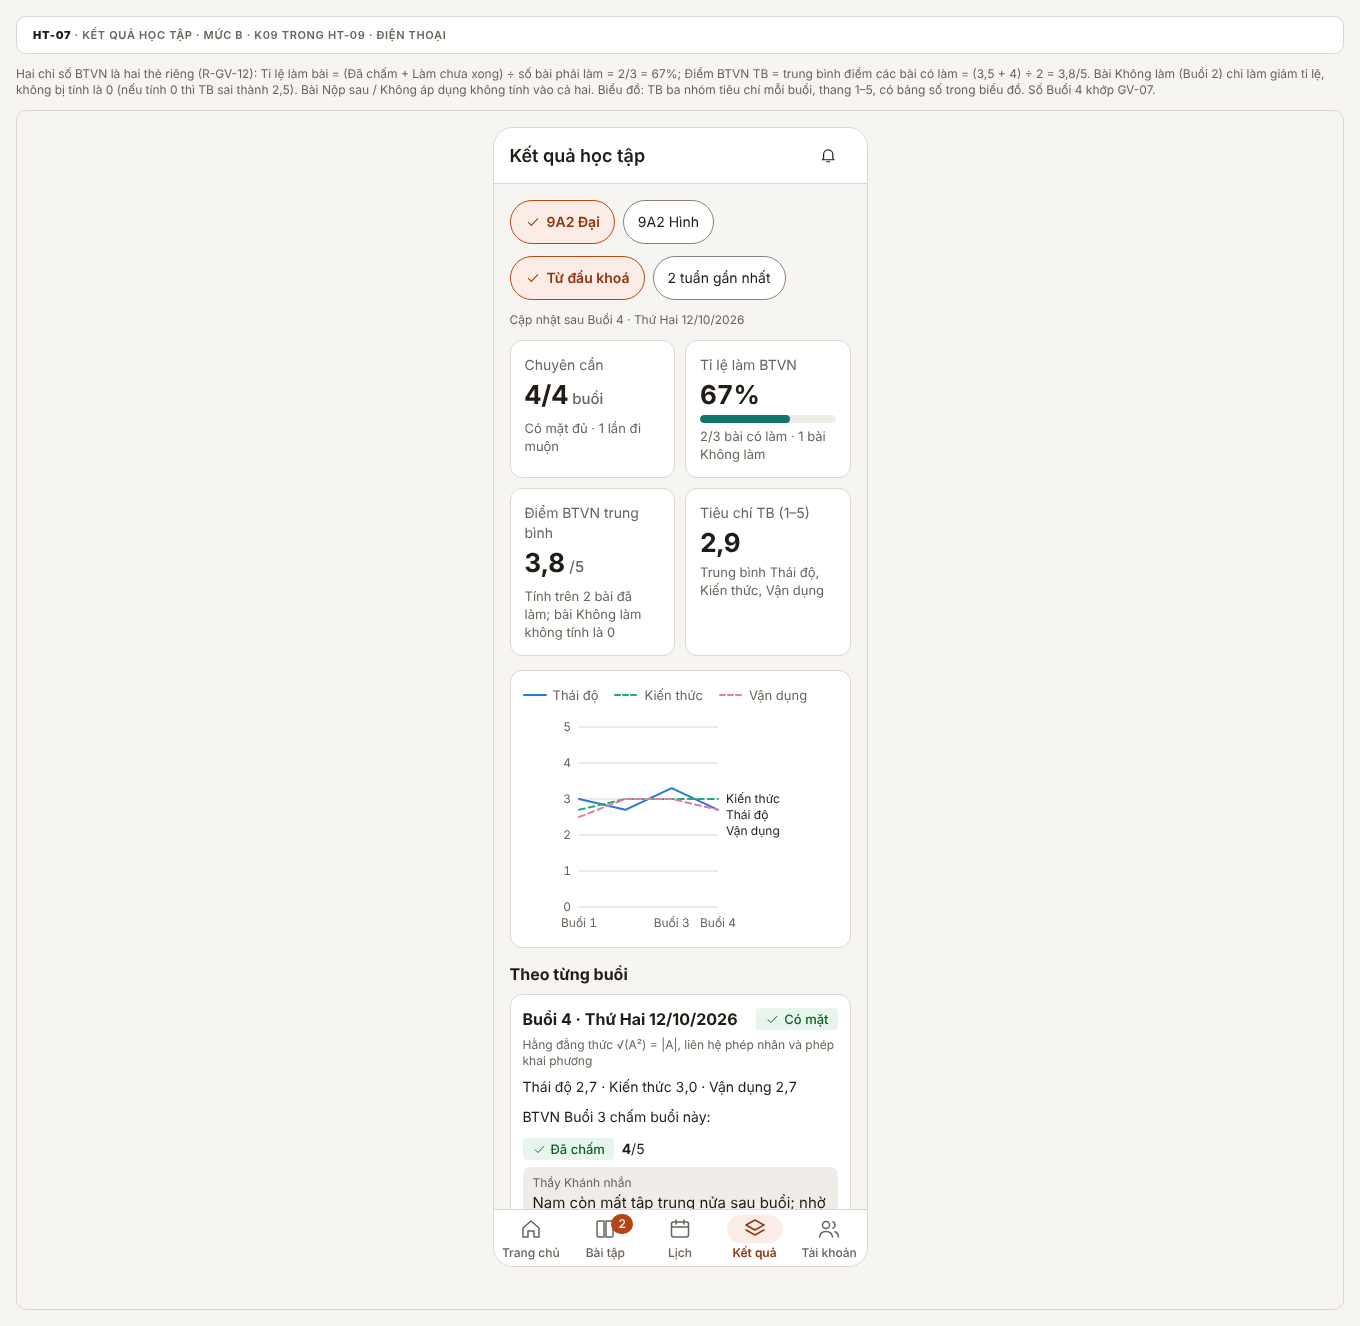 HT-07 · KẾT QUẢ HỌC TẬP · MỨC B · K09 TRONG HT-09 · ĐIỆN THOẠI
Hai chỉ số BTVN là hai thẻ riêng (R-GV-12): Tỉ lệ làm bài = (Đã chấm + Làm chưa xong) ÷ số bài phải làm = 2/3 = 67%; Điểm BTVN TB = trung bình điểm các bài có làm = (3,5 + 4) ÷ 2 = 3,8/5. Bài Không làm (Buổi 2) chỉ làm giảm tỉ lệ,
không bị tính là 0 (nếu tính 0 thì TB sai thành 2,5). Bài Nộp sau / Không áp dụng không tính vào cả hai. Biểu đồ: TB ba nhóm tiêu chí mỗi buổi, thang 1–5, có bảng số trong biểu đồ. Số Buổi 4 khớp GV-07.
Kết quả học tập
9A2 Đại
9A2 Hình
Từ đầu khoá
2 tuần gần nhất
Cập nhật sau Buổi 4 · Thứ Hai 12/10/2026
Chuyên cần
4/4 buổi
Có mặt đủ · 1 lần đi
muộn
Tỉ lệ làm BTVN
67%
2/3 bài có làm · 1 bài
Không làm
Điểm BTVN trung
bình
3,8 /5
Tính trên 2 bài đã
làm; bài Không làm
không tính là 0
Tiêu chí TB (1–5)
2,9
Trung bình Thái độ,
Kiến thức, Vận dụng
Thái độ
Kiến thức
Vận dụng
5
4
3
2
1
0
Kiến thức
Thái độ
Vận dụng
Buổi 1
Buổi 3
Buổi 4
Theo từng buổi
Buổi 4 · Thứ Hai 12/10/2026
Có mặt
Hằng đẳng thức √(A²) = |A|, liên hệ phép nhân và phép
khai phương
Thái độ 2,7 · Kiến thức 3,0 · Vận dụng 2,7
BTVN Buổi 3 chấm buổi này:
Đã chấm
4/5
Thầy Khánh nhắn
Nam còn mất tập trung nửa sau buổi; nhờ
2
Trang chủ
Bài tập
Lịch
Kết quả
Tài khoản